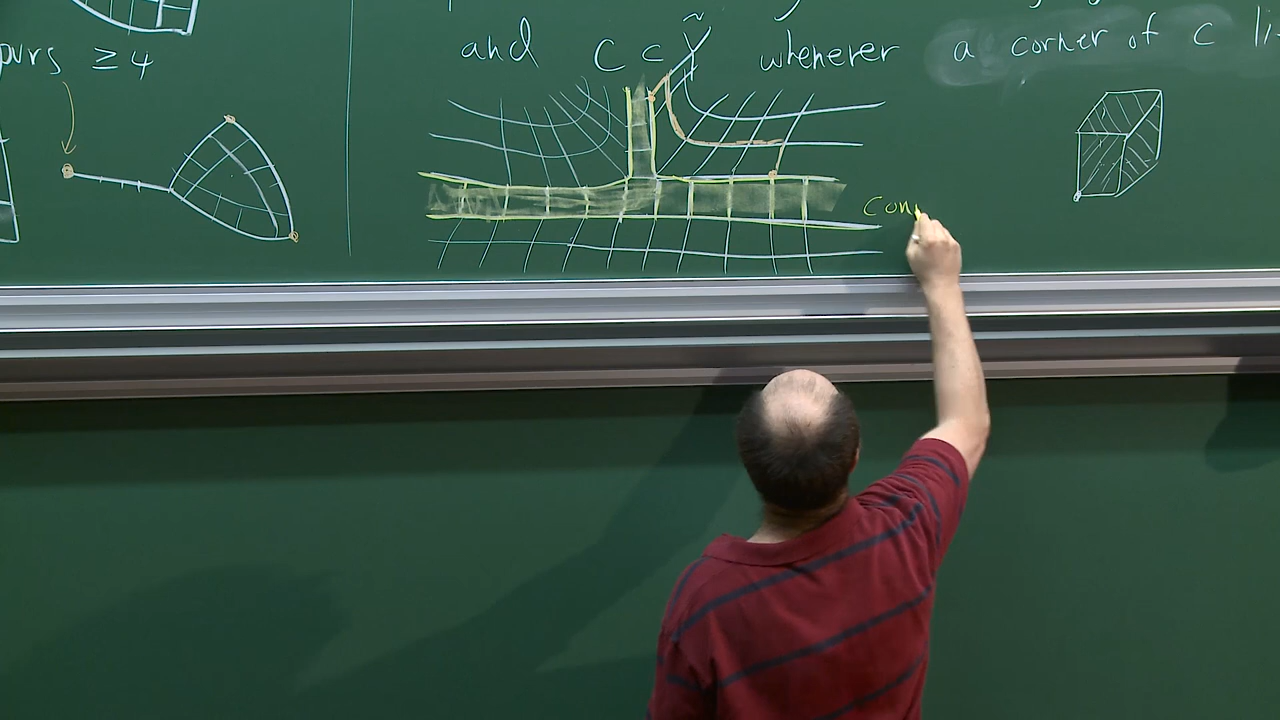 and C ⊂ Ỹ whenever a corner of C li
ours ≥ 4
con